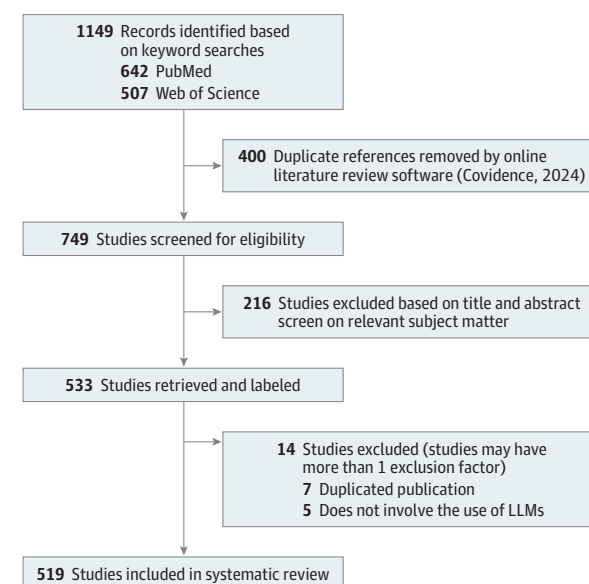 1149 Records identified based
on keyword searches
642 PubMed
507 Web of Science
400 Duplicate references removed by online
literature review software (Covidence, 2024)
749 Studies screened for eligibility
216 Studies excluded based on title and abstract
screen on relevant subject matter
533 Studies retrieved and labeled
14 Studies excluded (studies may have
more than 1 exclusion factor)
7 Duplicated publication
5 Does not involve the use of LLMs
519 Studies included in systematic review